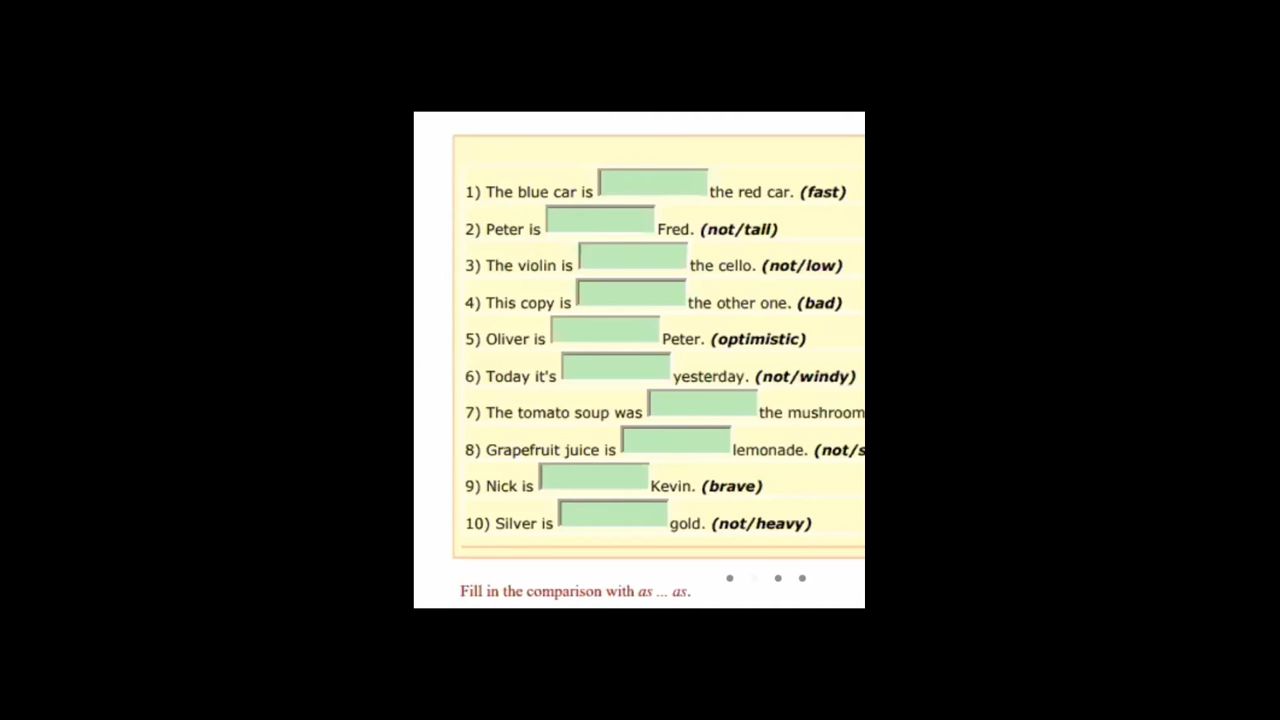 1) The blue car is the red car. (fast)
2) Peter is Fred. (not/tall)
3) The violin is the cello. (not/low)
4) This copy is the other one. (bad)
5) Oliver is Peter. (optimistic)
6) Today it's yesterday. (not/windy)
7) The tomato soup was the mushroom
8) Grapefruit juice is lemonade. (not/s
9) Nick is Kevin. (brave)
10) Silver is gold. (not/heavy)
Fill in the comparison with as ... as.